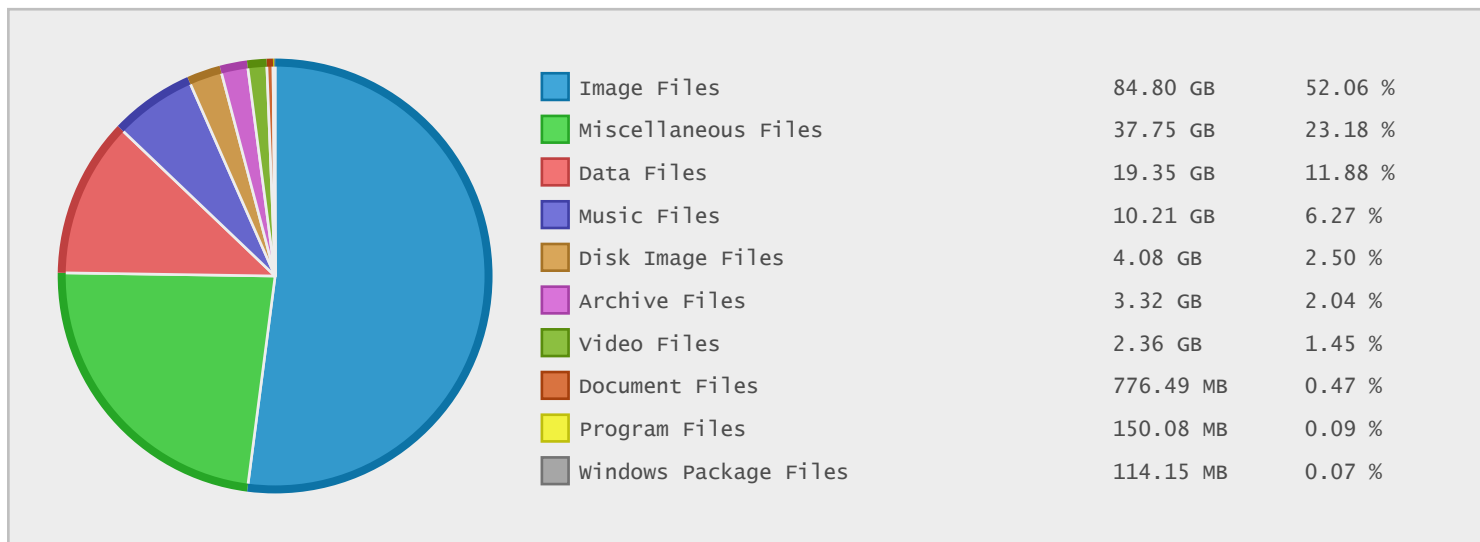 Image Files 84.80 GB 52.06 %
Miscellaneous Files 37.75 GB 23.18 %
Data Files 19.35 GB 11.88 %
Music Files 10.21 GB 6.27 %
Disk Image Files 4.08 GB 2.50 %
Archive Files 3.32 GB 2.04 %
Video Files 2.36 GB 1.45 %
Document Files 776.49 MB 0.47 %
Program Files 150.08 MB 0.09 %
Windows Package Files 114.15 MB 0.07 %